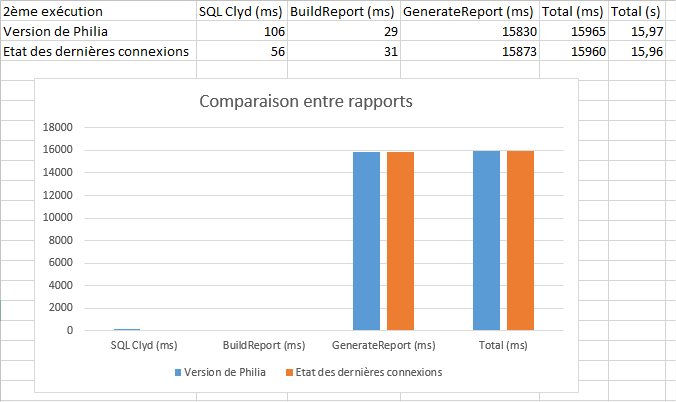 2ème exécution SQL Clyd (ms) BuildReport (ms) GenerateReport (ms) Total (ms) Total (s)
Version de Philia 106 29 15830 15965 15,97
Etat des dernières connexions 56 31 15873 15960 15,96
Comparaison entre rapports
18000
16000
14000
12000
10000
8000
6000
4000
2000
0
SQL Clyd (ms) BuildReport (ms) GenerateReport (ms) Total (ms)
Version de Philia Etat des dernières connexions